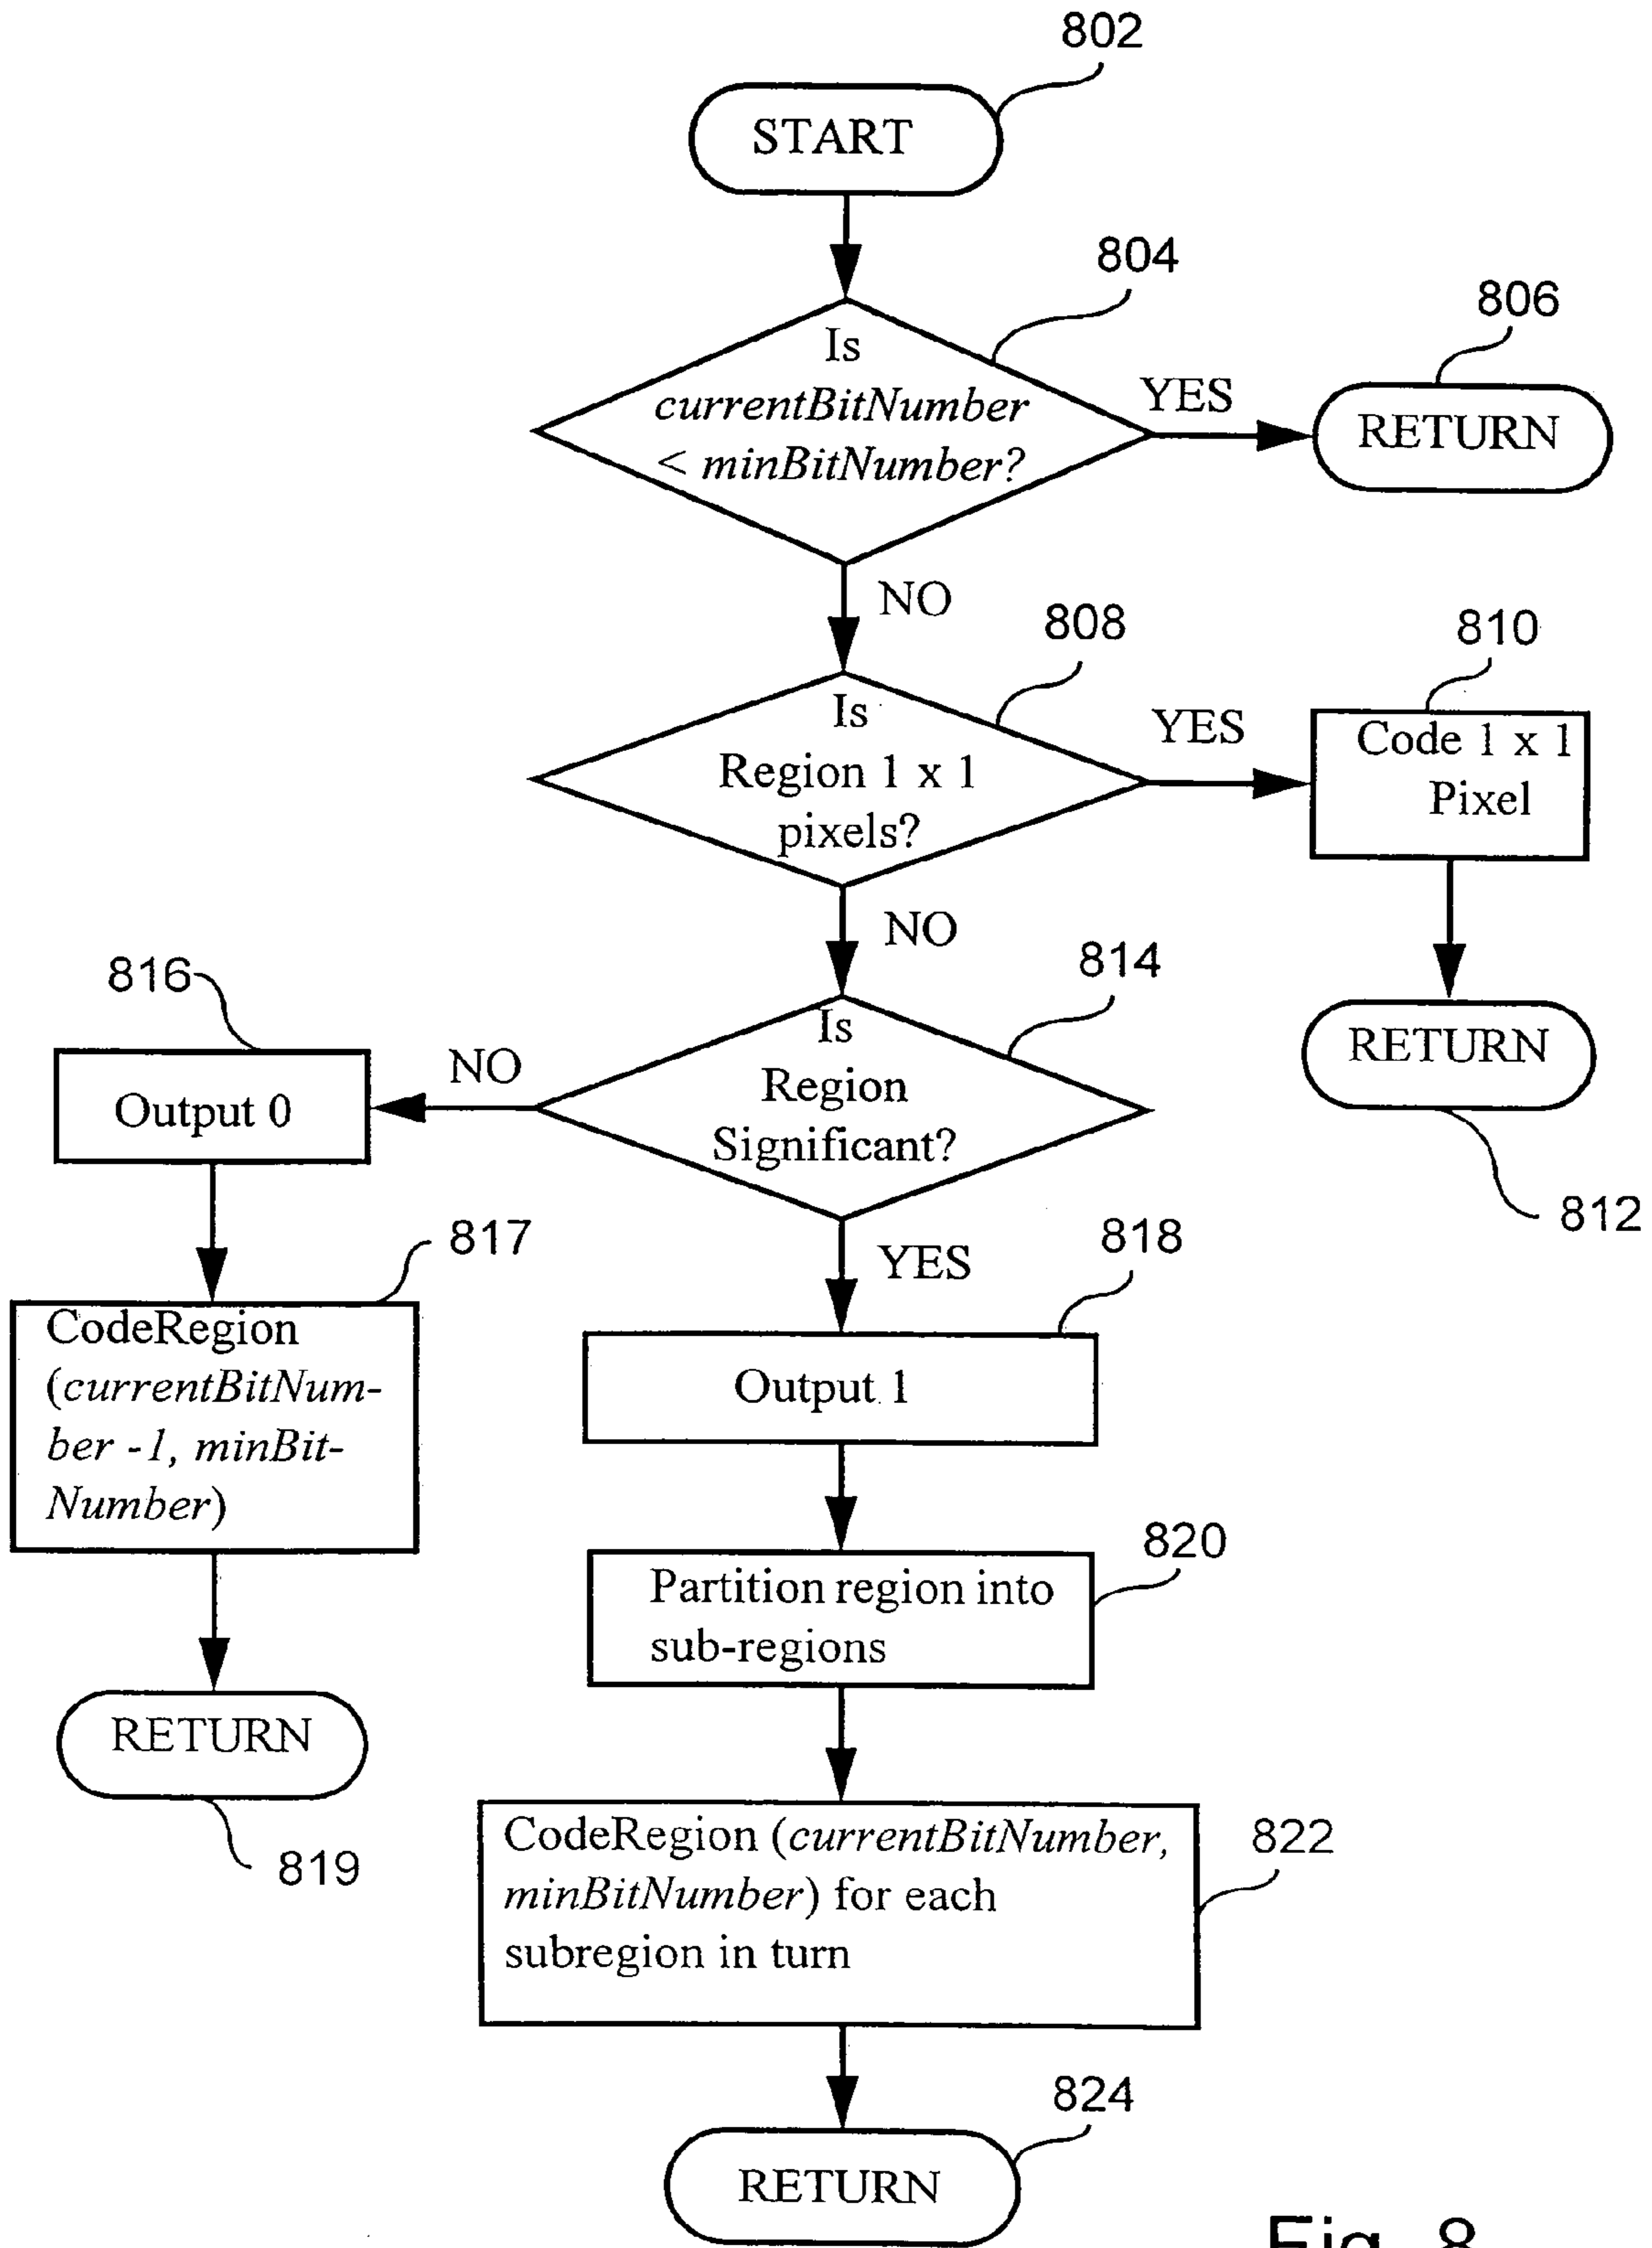 802
START
804
Is
currentBitNumber
< minBitNumber?
YES
806
RETURN
NO
808
Is
Region 1 x 1
pixels?
YES
810
Code 1 x 1
Pixel
812
RETURN
NO
814
Is
Region
Significant?
NO
816
Output 0
817
CodeRegion
(currentBitNum-
ber -1, minBit-
Number)
RETURN
819
YES
818
Output 1
820
Partition region into
sub-regions
822
CodeRegion (currentBitNumber,
minBitNumber) for each
subregion in turn
824
RETURN
Fig. 8